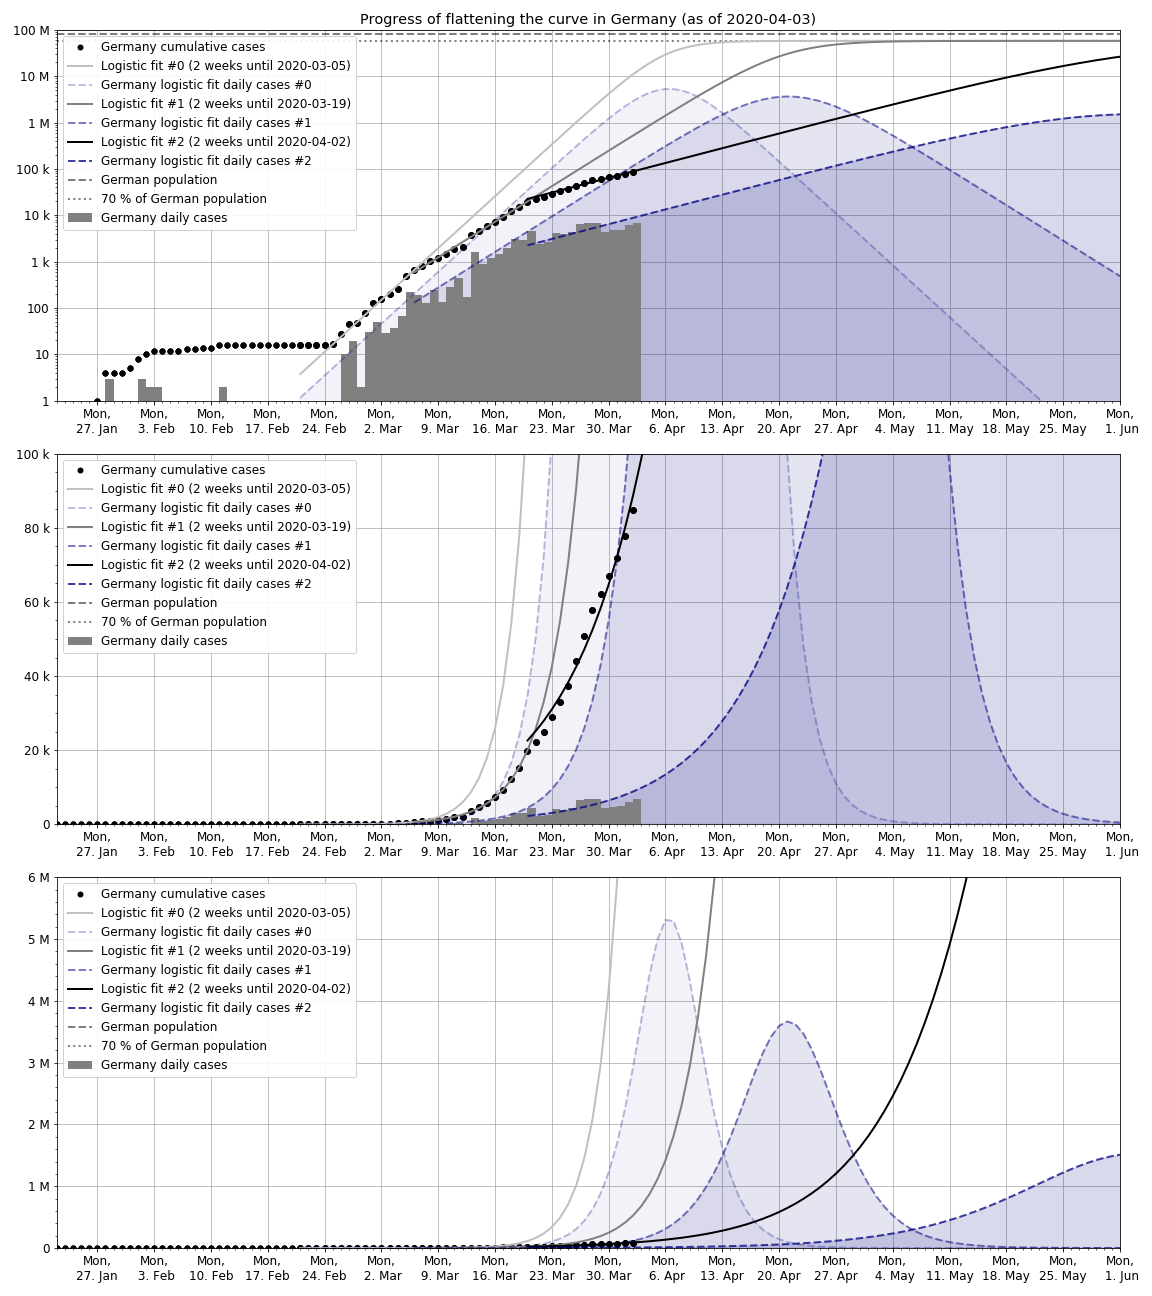 Progress of flattening the curve in Germany (as of 2020-04-03)
100 M
10 M
1 M
100 k
10 k
1 k
100
10
1
Germany cumulative cases
Logistic fit #0 (2 weeks until 2020-03-05)
Germany logistic fit daily cases #0
Logistic fit #1 (2 weeks until 2020-03-19)
Germany logistic fit daily cases #1
Logistic fit #2 (2 weeks until 2020-04-02)
Germany logistic fit daily cases #2
German population
70 % of German population
Germany daily cases
Mon, Mon, Mon, Mon, Mon, Mon, Mon, Mon, Mon, Mon, Mon, Mon, Mon, Mon, Mon, Mon, Mon, Mon, Mon,
27. Jan 3. Feb 10. Feb 17. Feb 24. Feb 2. Mar 9. Mar 16. Mar 23. Mar 30. Mar 6. Apr 13. Apr 20. Apr 27. Apr 4. May 11. May 18. May 25. May 1. Jun
100 k
80 k
60 k
40 k
20 k
0
Germany cumulative cases
Logistic fit #0 (2 weeks until 2020-03-05)
Germany logistic fit daily cases #0
Logistic fit #1 (2 weeks until 2020-03-19)
Germany logistic fit daily cases #1
Logistic fit #2 (2 weeks until 2020-04-02)
Germany logistic fit daily cases #2
German population
70 % of German population
Germany daily cases
Mon, Mon, Mon, Mon, Mon, Mon, Mon, Mon, Mon, Mon, Mon, Mon, Mon, Mon, Mon, Mon, Mon, Mon, Mon,
27. Jan 3. Feb 10. Feb 17. Feb 24. Feb 2. Mar 9. Mar 16. Mar 23. Mar 30. Mar 6. Apr 13. Apr 20. Apr 27. Apr 4. May 11. May 18. May 25. May 1. Jun
6 M
5 M
4 M
3 M
2 M
1 M
0
Germany cumulative cases
Logistic fit #0 (2 weeks until 2020-03-05)
Germany logistic fit daily cases #0
Logistic fit #1 (2 weeks until 2020-03-19)
Germany logistic fit daily cases #1
Logistic fit #2 (2 weeks until 2020-04-02)
Germany logistic fit daily cases #2
German population
70 % of German population
Germany daily cases
Mon, Mon, Mon, Mon, Mon, Mon, Mon, Mon, Mon, Mon, Mon, Mon, Mon, Mon, Mon, Mon, Mon, Mon, Mon,
27. Jan 3. Feb 10. Feb 17. Feb 24. Feb 2. Mar 9. Mar 16. Mar 23. Mar 30. Mar 6. Apr 13. Apr 20. Apr 27. Apr 4. May 11. May 18. May 25. May 1. Jun